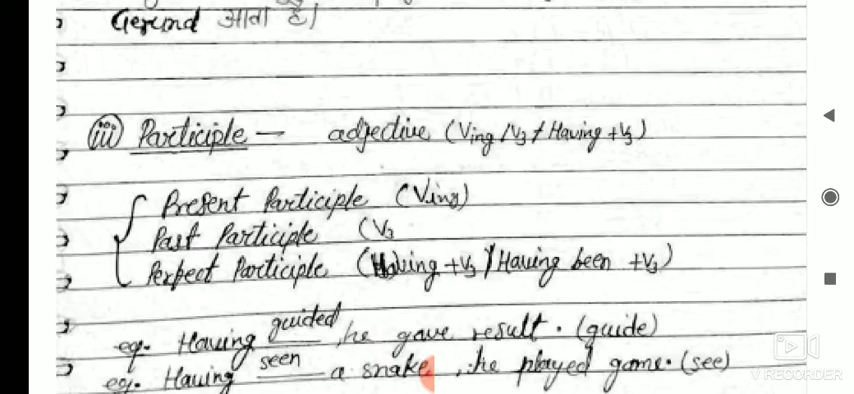 Gerund आता है।
(iii) Participle — adjective (Ving / V3 / Having + V3)
Present Participle (Ving)
Past Participle (V3
Perfect Participle (Having + V3 / Having been + V3)
eg. Having guided, he gave result. (guide)
eg. Having seen a snake, he played game. (see)
V RECORDER